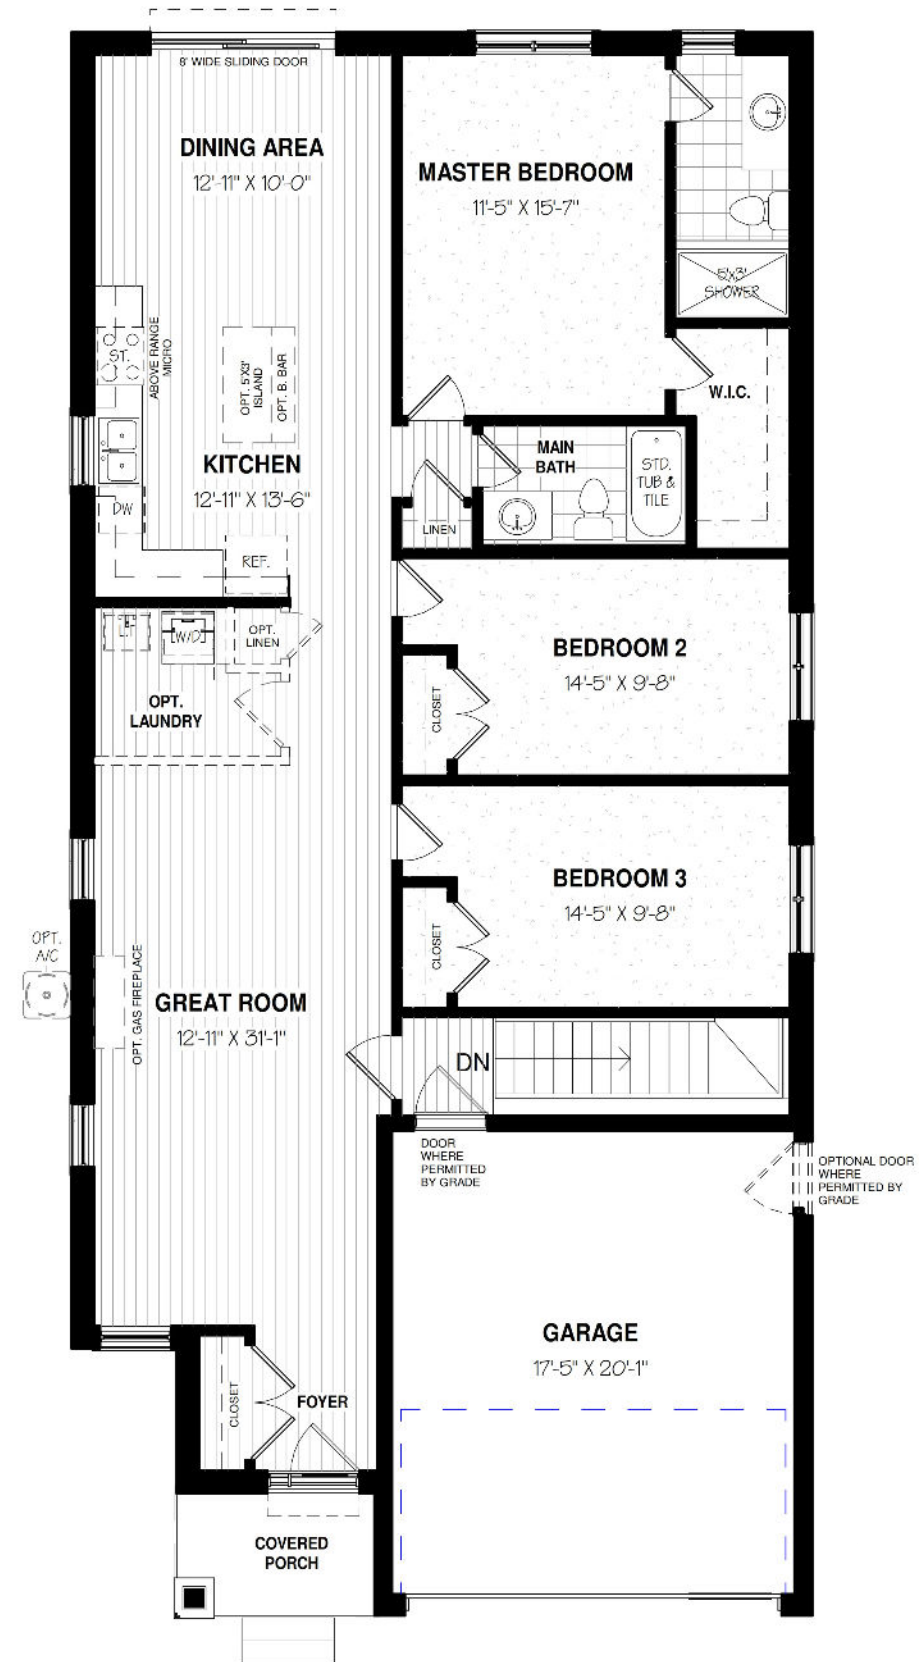 8' WIDE SLIDING DOOR
DINING AREA
12'-11" X 10'-0"
MASTER BEDROOM
11'-5" X 15'-7"
5'x3'
SHOWER
W.I.C.
ST.
ABOVE RANGE
MICRO
OPT. 5'X3'
ISLAND
OPT. B. BAR
KITCHEN
12'-11" X 13'-6"
DW
REF.
MAIN
BATH
STD.
TUB &
TILE
LINEN
W/D
OPT.
LINEN
OPT.
LAUNDRY
BEDROOM 2
14'-5" X 9'-8"
CLOSET
BEDROOM 3
14'-5" X 9'-8"
CLOSET
OPT.
A/C
OPT. GAS FIREPLACE
GREAT ROOM
12'-11" X 31'-1"
DN
DOOR
WHERE
PERMITTED
BY GRADE
OPTIONAL DOOR
WHERE
PERMITTED BY
GRADE
GARAGE
17'-5" X 20'-1"
CLOSET
FOYER
COVERED
PORCH